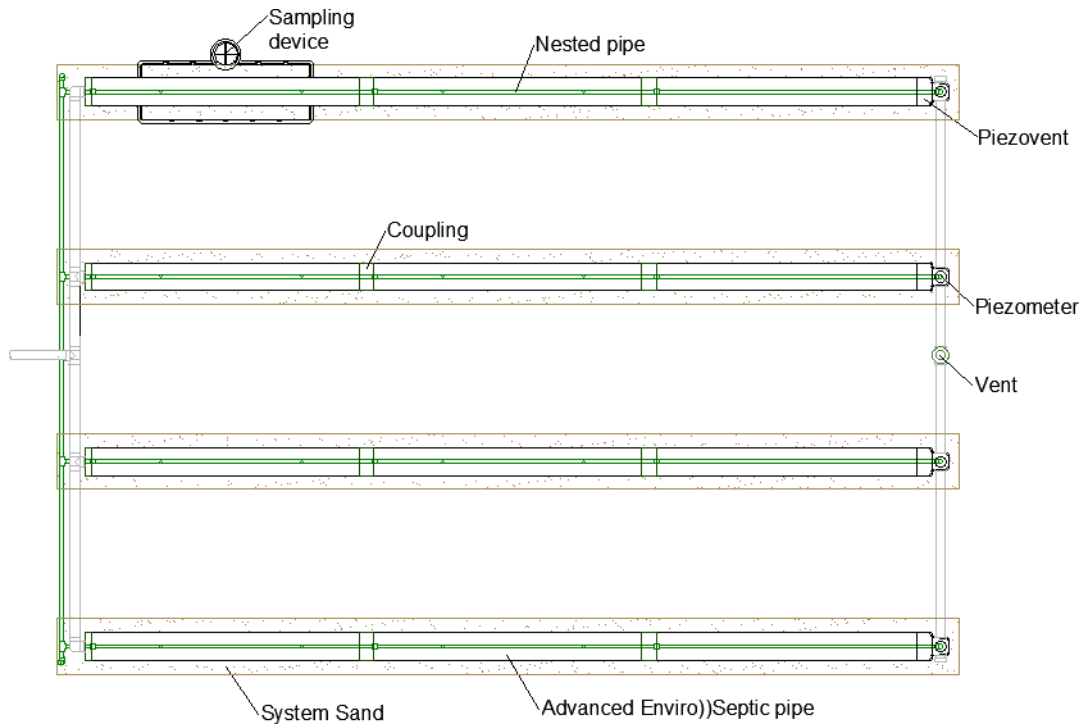 Sampling
device
Nested pipe
Piezovent
Coupling
Piezometer
Vent
System Sand
Advanced Enviro))Septic pipe